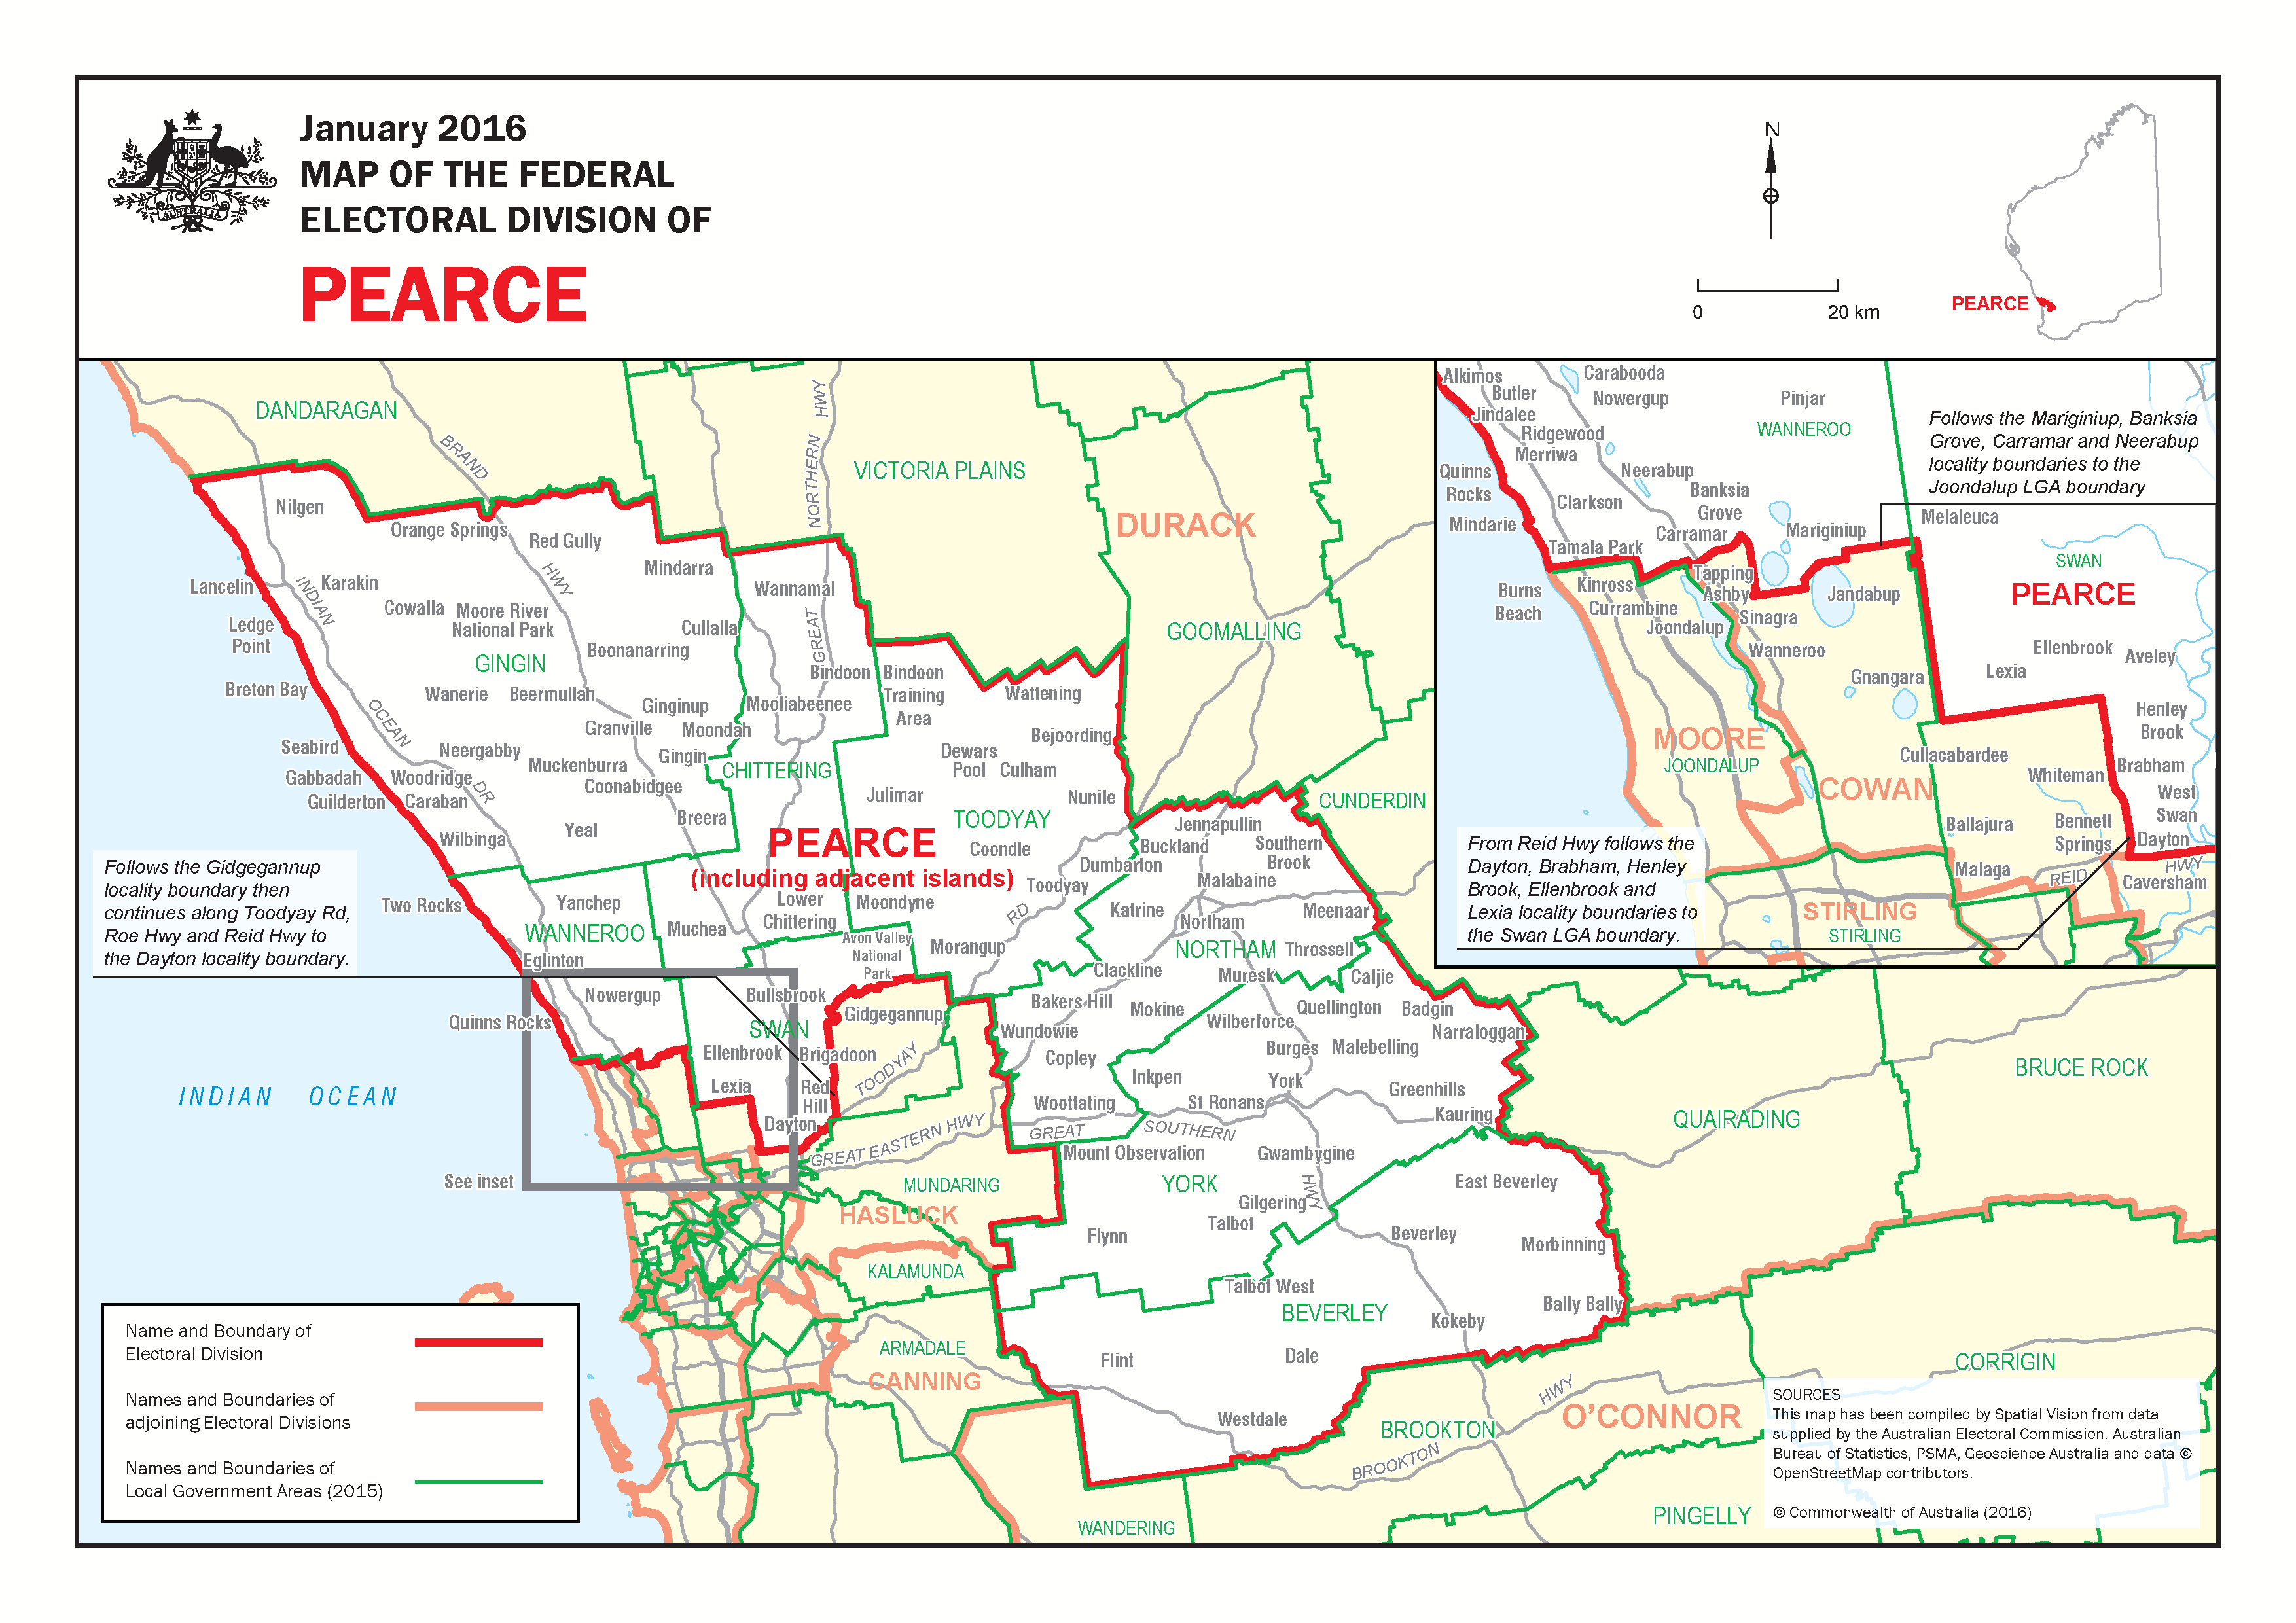 January 2016
MAP OF THE FEDERAL
ELECTORAL DIVISION OF
PEARCE
AUSTRALIA
N
0 20 km
PEARCE
DANDARAGAN
BRAND
HWY
VICTORIA PLAINS
NORTHERN HWY
GREAT
DURACK
Nilgen
Orange Springs
Red Gully
Mindarra
Wannamal
Lancelin
Karakin
INDIAN
OCEAN
DR
Cowalla
Moore River
National Park
Cullalla
Ledge
Point
Boonanarring
GINGIN
GOOMALLING
Bindoon
Bindoon
Training
Area
Wattening
Breton Bay
Wanerie
Beermullah
Ginginup
Mooliabeenee
Granville
Moondah
Bejoording
Seabird
Neergabby
Gingin
Dewars
Pool
Culham
Muckenburra
CHITTERING
Gabbadah
Woodridge
Coonabidgee
Julimar
Nunile
CUNDERDIN
Guilderton
Caraban
Breera
TOODYAY
Jennapullin
Wilbinga
Yeal
PEARCE
(including adjacent islands)
Coondle
Buckland
Southern
Brook
Dumbarton
Toodyay
Malabaine
Follows the Gidgegannup
locality boundary then
continues along Toodyay Rd,
Roe Hwy and Reid Hwy to
the Dayton locality boundary.
Two Rocks
Yanchep
Lower
Chittering
Moondyne
RD
Katrine
Northam
Meenaar
WANNEROO
Muchea
Avon Valley
National
Park
Morangup
NORTHAM
Throssell
Eglinton
Clackline
Muresk
Caljie
Nowergup
Bullsbrook
Gidgegannup
Bakers Hill
Mokine
Quellington
Badgin
Quinns Rocks
SWAN
Wundowie
Wilberforce
Narraloggan
Ellenbrook
Brigadoon
Copley
Burges
Malebelling
BRUCE ROCK
TOODYAY
Lexia
Red
Hill
Inkpen
York
Greenhills
INDIAN OCEAN
Woottating
St Ronans
Kauring
QUAIRADING
Dayton
GREAT EASTERN HWY
GREAT
SOUTHERN
HWY
Mount Observation
Gwambygine
See inset
MUNDARING
YORK
East Beverley
HASLUCK
Gilgering
Talbot
Flynn
Beverley
Morbinning
KALAMUNDA
Talbot West
BEVERLEY
Bally Bally
Kokeby
ARMADALE
CANNING
Flint
Dale
CORRIGIN
Westdale
BROOKTON
HWY
BROOKTON
O'CONNOR
WANDERING
PINGELLY
Name and Boundary of
Electoral Division
Names and Boundaries of
adjoining Electoral Divisions
Names and Boundaries of
Local Government Areas (2015)
Alkimos
Carabooda
Butler
Nowergup
Pinjar
Jindalee
Ridgewood
WANNEROO
Merriwa
Follows the Mariginiup, Banksia
Grove, Carramar and Neerabup
locality boundaries to the
Joondalup LGA boundary
Quinns
Rocks
Neerabup
Banksia
Grove
Clarkson
Melaleuca
Mindarie
Carramar
Mariginiup
Tamala Park
SWAN
Tapping
Burns
Beach
Kinross
Ashby
Jandabup
PEARCE
Currambine
Sinagra
Joondalup
Wanneroo
Ellenbrook
Aveley
Gnangara
Lexia
Henley
Brook
MOORE
JOONDALUP
Cullacabardee
Brabham
COWAN
Whiteman
West
Swan
Ballajura
Bennett
Springs
Dayton
From Reid Hwy follows the
Dayton, Brabham, Henley
Brook, Ellenbrook and
Lexia locality boundaries to
the Swan LGA boundary.
Malaga
REID
HWY
Caversham
STIRLING
STIRLING
SOURCES
This map has been compiled by Spatial Vision from data
supplied by the Australian Electoral Commission, Australian
Bureau of Statistics, PSMA, Geoscience Australia and data ©
OpenStreetMap contributors.
© Commonwealth of Australia (2016)